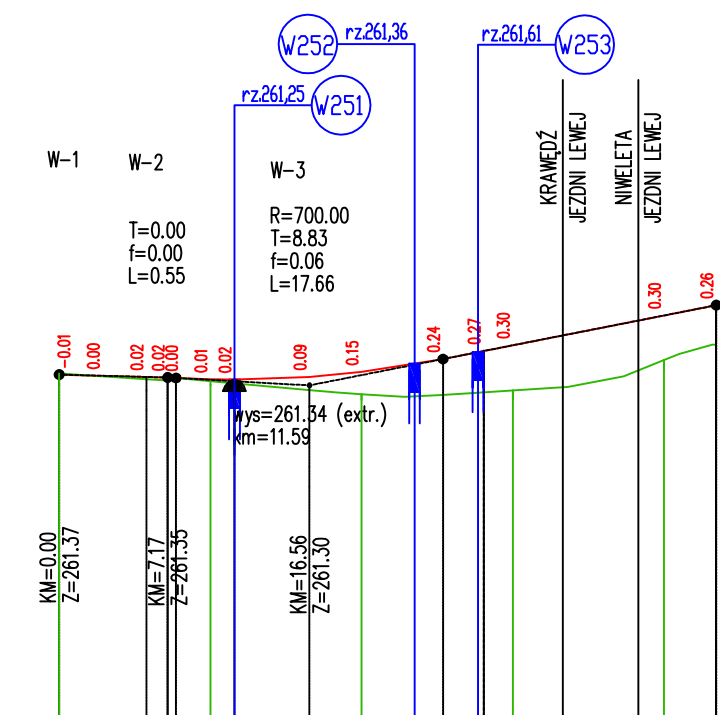 W252
rz.261,36
rz.261,61
W253
rz.261,25
W251
W-1
W-2
W-3
T=0.00
f=0.00
L=0.55
R=700.00
T=8.83
f=0.06
L=17.66
KRAWĘDŹ
JEZDNI LEWEJ
NIWELETA
JEZDNI LEWEJ
-0.01
0.00
0.02
0.02
0.00
0.01
0.02
0.09
0.15
0.24
0.27
0.30
0.30
0.26
wys=261.34 (extr.)
km=11.59
KM=0.00
Z=261.37
KM=7.17
Z=261.35
KM=16.56
Z=261.30